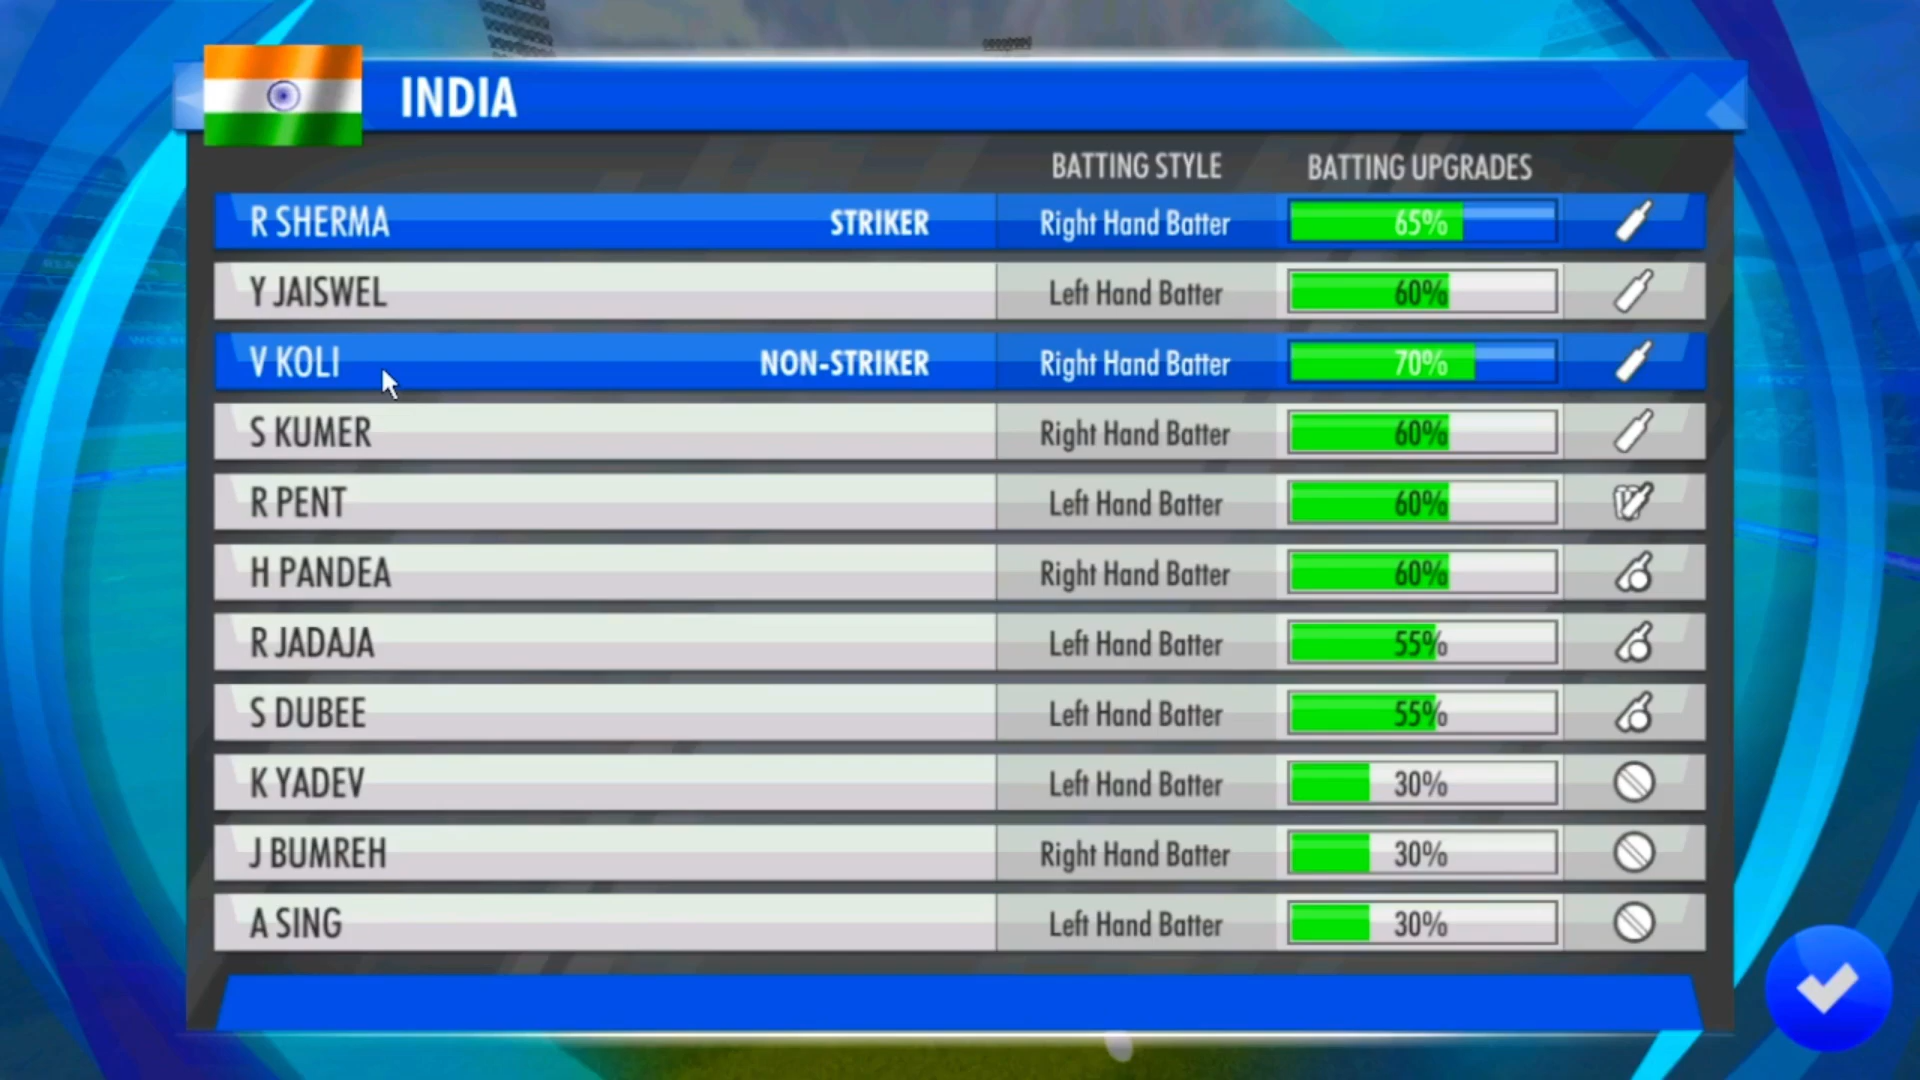 INDIA
BATTING STYLE BATTING UPGRADES
R SHERMA STRIKER Right Hand Batter 65%
Y JAISWEL Left Hand Batter 60%
V KOLI NON-STRIKER Right Hand Batter 70%
S KUMER Right Hand Batter 60%
R PENT Left Hand Batter 60%
H PANDEA Right Hand Batter 60%
R JADAJA Left Hand Batter 55%
S DUBEE Left Hand Batter 55%
K YADEV Left Hand Batter 30%
J BUMREH Right Hand Batter 30%
A SING Left Hand Batter 30%